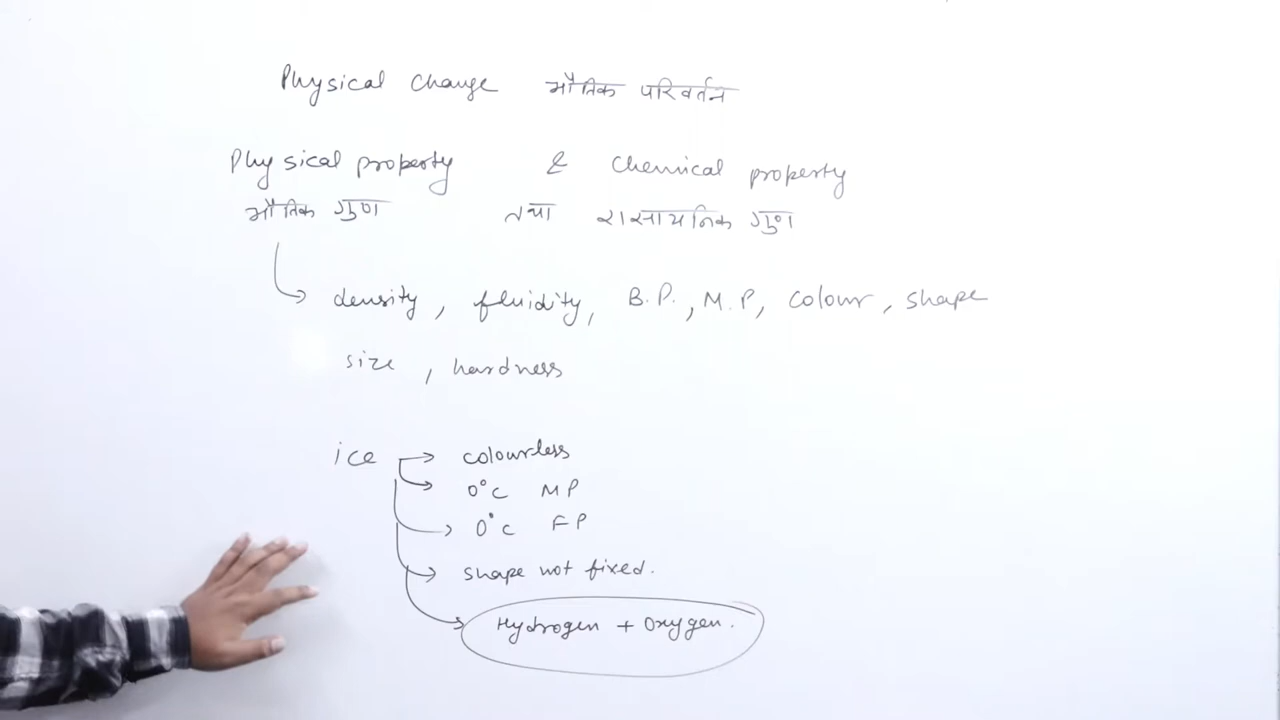 Physical change भौतिक परिवर्तन
Physical property & chemical property
भौतिक गुण तथा रासायनिक गुण
density, fluidity, B.P., M.P, colour, shape
size, hardness
ice colourless
0°c MP
0°c FP
shape not fixed.
Hydrogen + Oxygen.